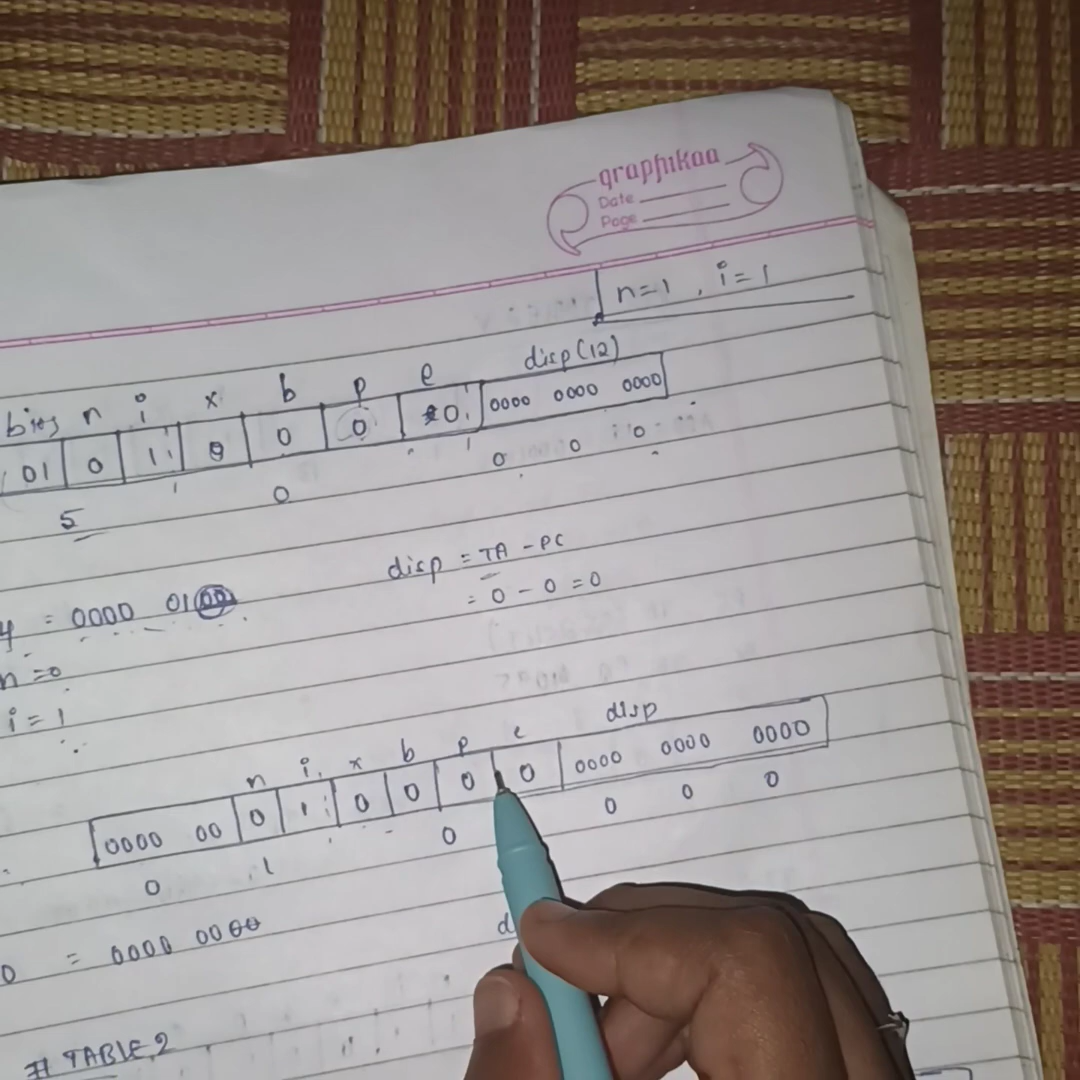 graphikaa
Date
Page
n=1 , i=1
bits n i x b p e disp(12)
01 0 1 0 0 0 0 0000 0000 0000
5 0 0 0 0
disp = TA - PC
= 0 - 0 = 0
4 = 0000 0100
n=0
i=1
n i x b p e disp
0000 00 0 1 0 0 0 0 0000 0000 0000
0 1 0 0 0 0
0 = 0000 0000
# TABLE 2